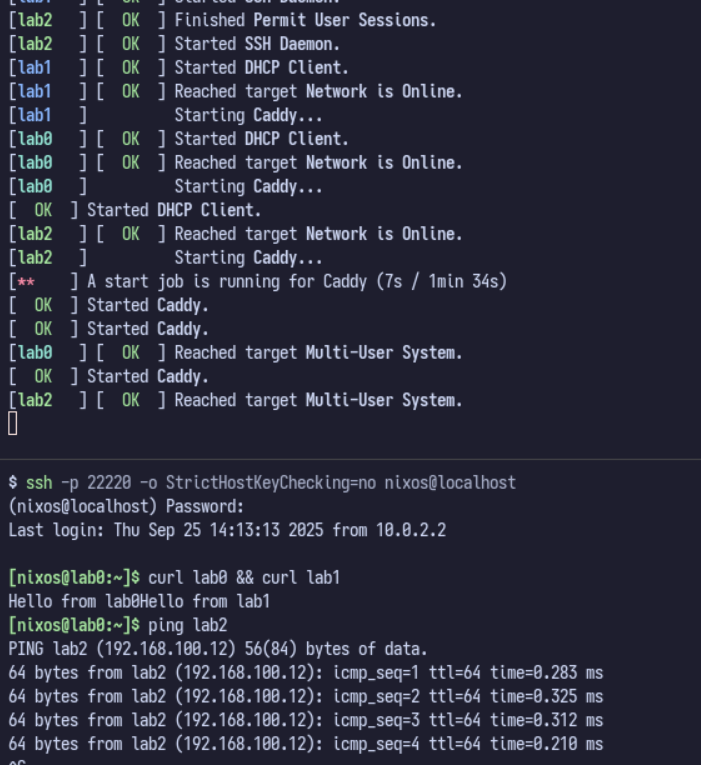 [lab2   ] [  OK  ] Finished Permit User Sessions.
[lab2   ] [  OK  ] Started SSH Daemon.
[lab1   ] [  OK  ] Started DHCP Client.
[lab1   ] [  OK  ] Reached target Network is Online.
[lab1   ]          Starting Caddy...
[lab0   ] [  OK  ] Started DHCP Client.
[lab0   ] [  OK  ] Reached target Network is Online.
[lab0   ]          Starting Caddy...
[  OK  ] Started DHCP Client.
[lab2   ] [  OK  ] Reached target Network is Online.
[lab2   ]          Starting Caddy...
[**    ] A start job is running for Caddy (7s / 1min 34s)
[  OK  ] Started Caddy.
[  OK  ] Started Caddy.
[lab0   ] [  OK  ] Reached target Multi-User System.
[  OK  ] Started Caddy.
[lab2   ] [  OK  ] Reached target Multi-User System.
$ ssh -p 22220 -o StrictHostKeyChecking=no nixos@localhost
(nixos@localhost) Password:
Last login: Thu Sep 25 14:13:13 2025 from 10.0.2.2
[nixos@lab0:~]$ curl lab0 && curl lab1
Hello from lab0Hello from lab1
[nixos@lab0:~]$ ping lab2
PING lab2 (192.168.100.12) 56(84) bytes of data.
64 bytes from lab2 (192.168.100.12): icmp_seq=1 ttl=64 time=0.283 ms
64 bytes from lab2 (192.168.100.12): icmp_seq=2 ttl=64 time=0.325 ms
64 bytes from lab2 (192.168.100.12): icmp_seq=3 ttl=64 time=0.312 ms
64 bytes from lab2 (192.168.100.12): icmp_seq=4 ttl=64 time=0.210 ms